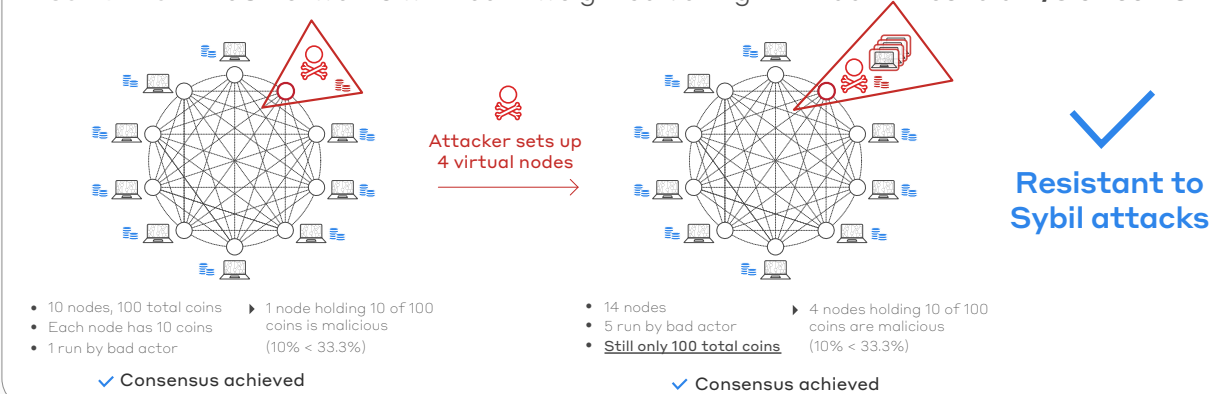 Attacker sets up
4 virtual nodes
Resistant to
Sybil attacks
• 10 nodes, 100 total coins
• Each node has 10 coins
• 1 run by bad actor
1 node holding 10 of 100
coins is malicious
(10% < 33.3%)
✓ Consensus achieved
• 14 nodes
• 5 run by bad actor
• Still only 100 total coins
4 nodes holding 10 of 100
coins are malicious
(10% < 33.3%)
✓ Consensus achieved